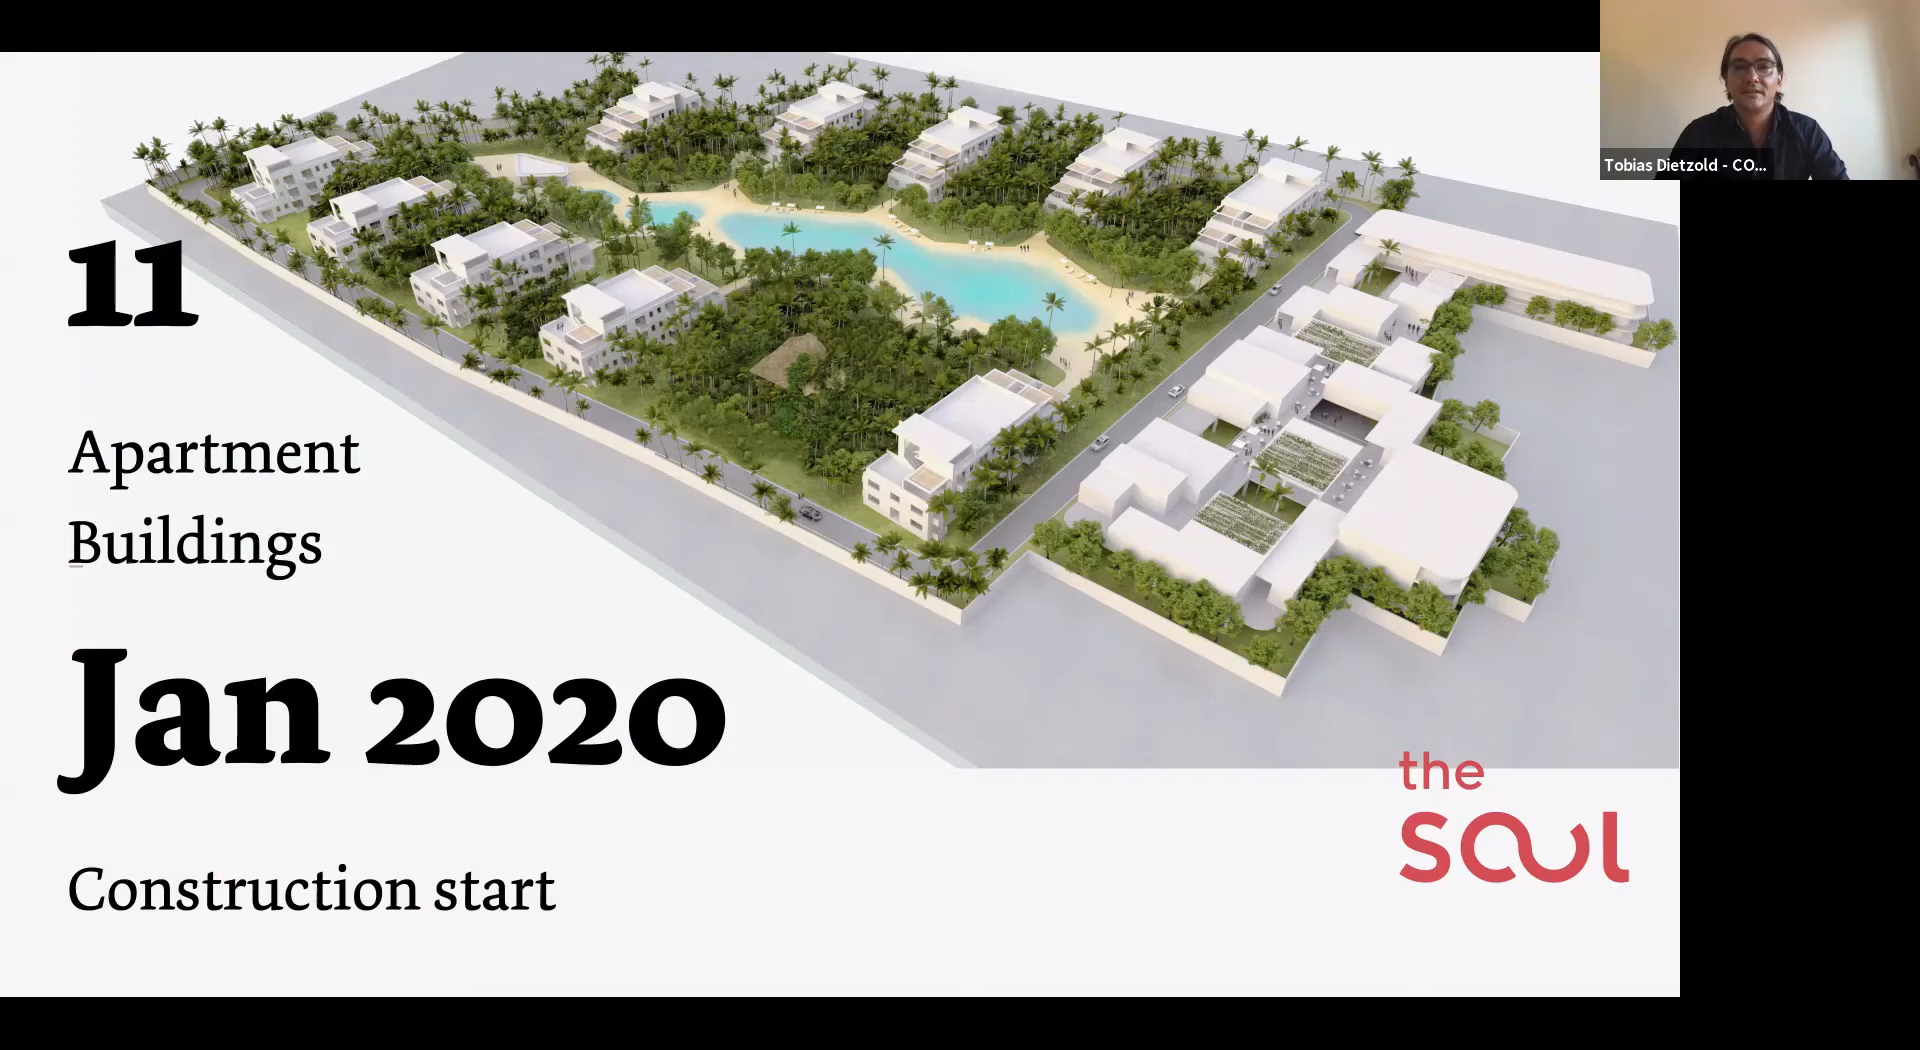 11
Apartment
Buildings
Jan 2020
Construction start
the
soul
Tobias Dietzold - CO...